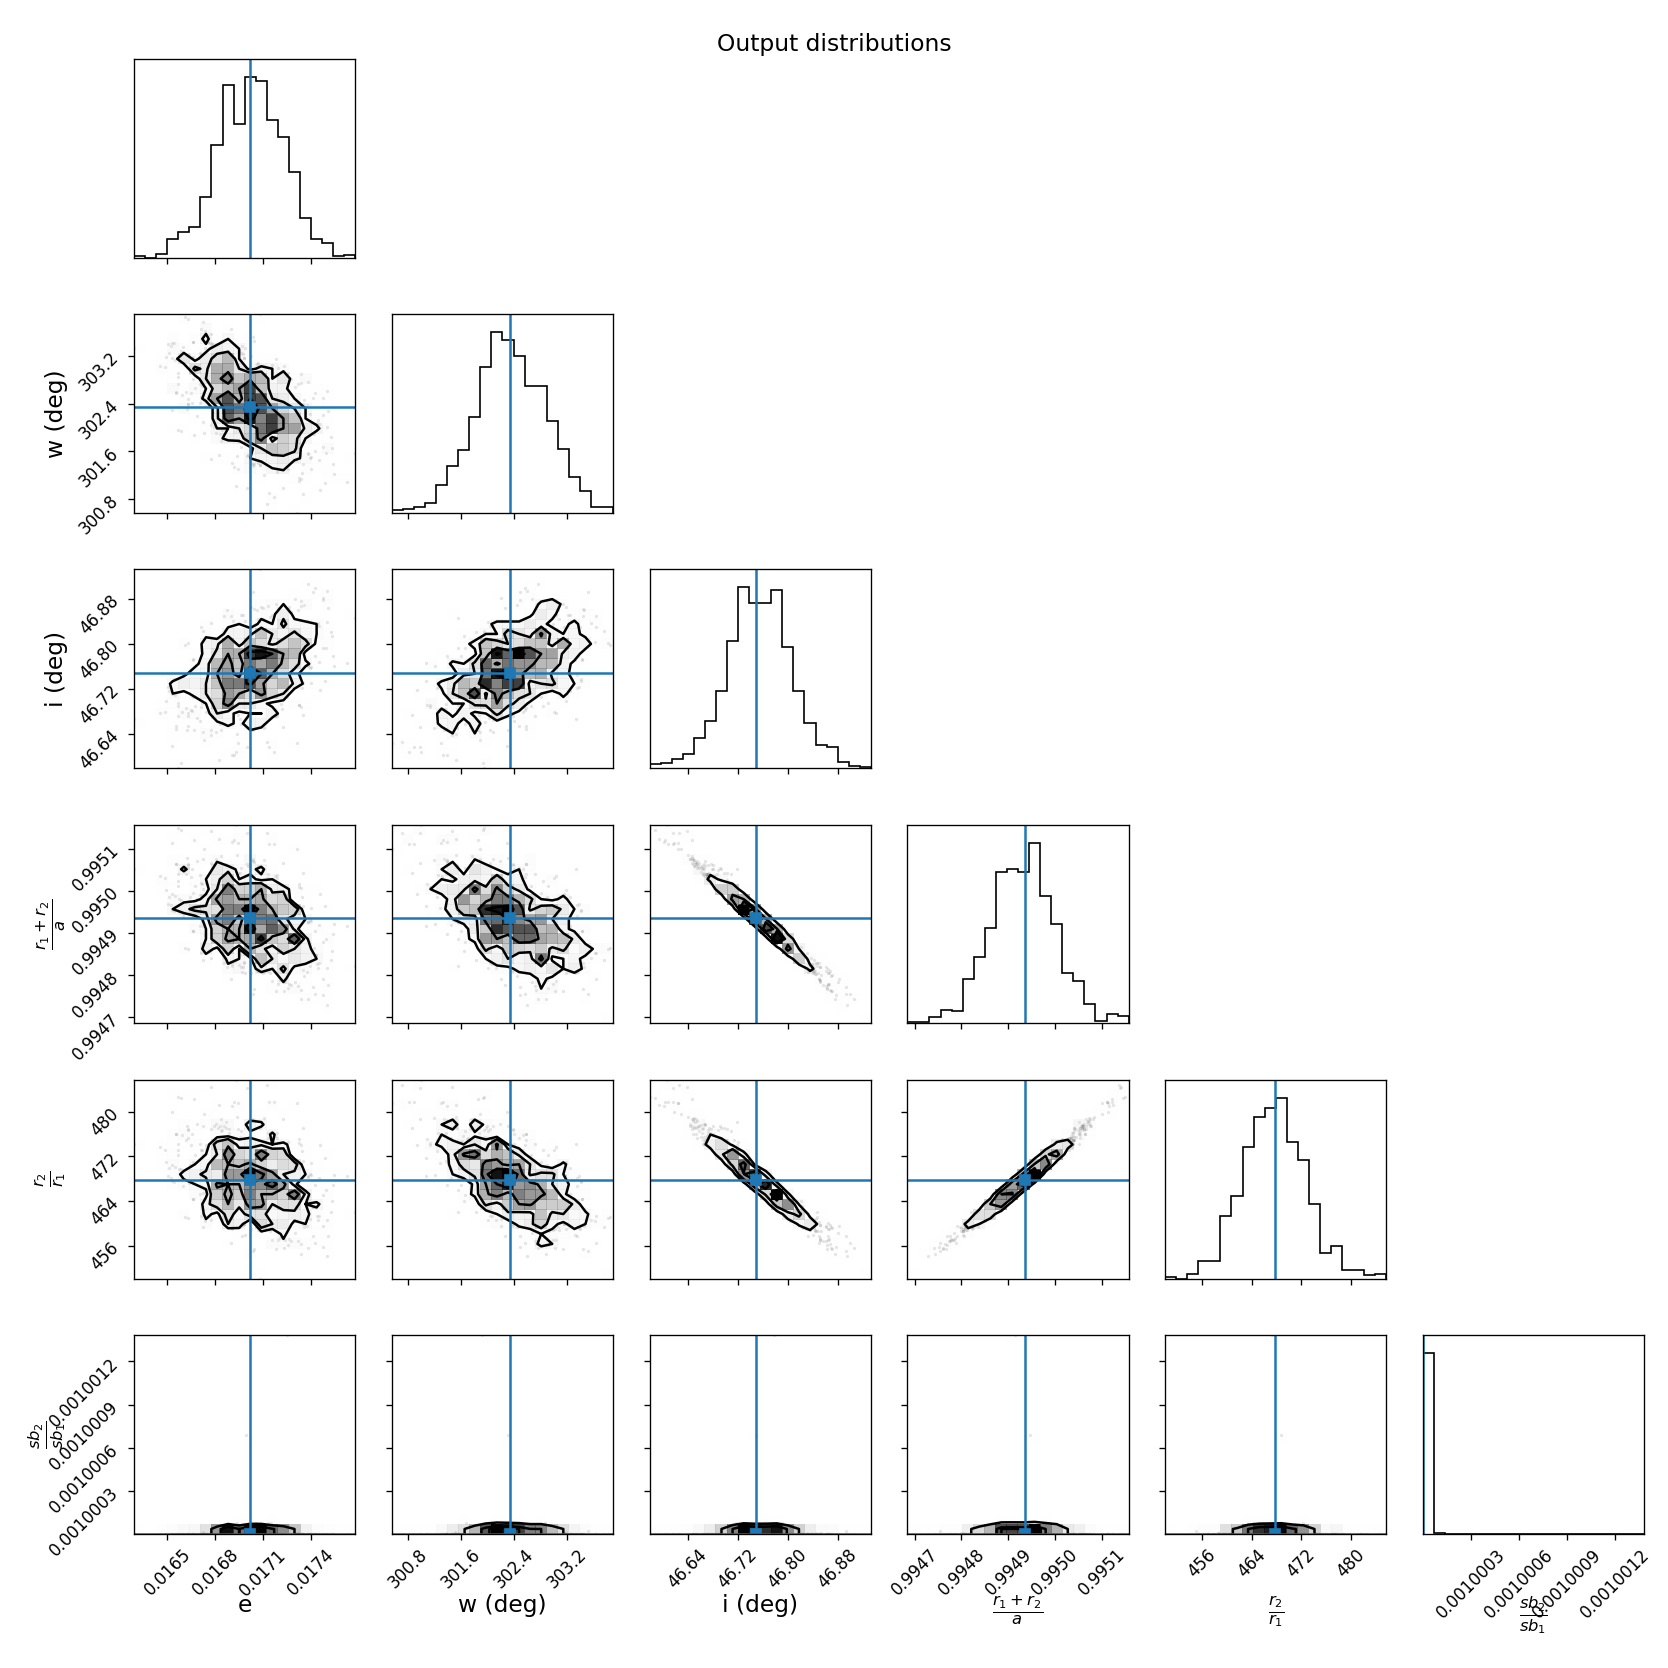 Output distributions
w (deg)
303.2
302.4
301.6
300.8
i (deg)
46.88
46.80
46.72
46.64
r₁ + r₂
a
0.9951
0.9950
0.9949
0.9948
0.9947
r₂
r₁
480
472
464
456
sb₂
sb₁
0.0010012
0.0010009
0.0010006
0.0010003
0.0165
0.0168
0.0171
0.0174
e
300.8
301.6
302.4
303.2
w (deg)
46.64
46.72
46.80
46.88
i (deg)
0.9947
0.9948
0.9949
0.9950
0.9951
r₁ + r₂
a
456
464
472
480
r₂
r₁
0.0010003
0.0010006
0.0010009
0.0010012
sb₂
sb₁